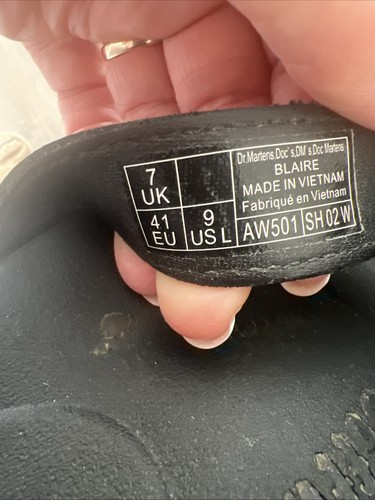 7
UK
41
EU
9
US L
Dr.Martens.Doc's.DM's.Doc Martens
BLAIRE
MADE IN VIETNAM
Fabriqué en Vietnam
AW501 SH 02 W